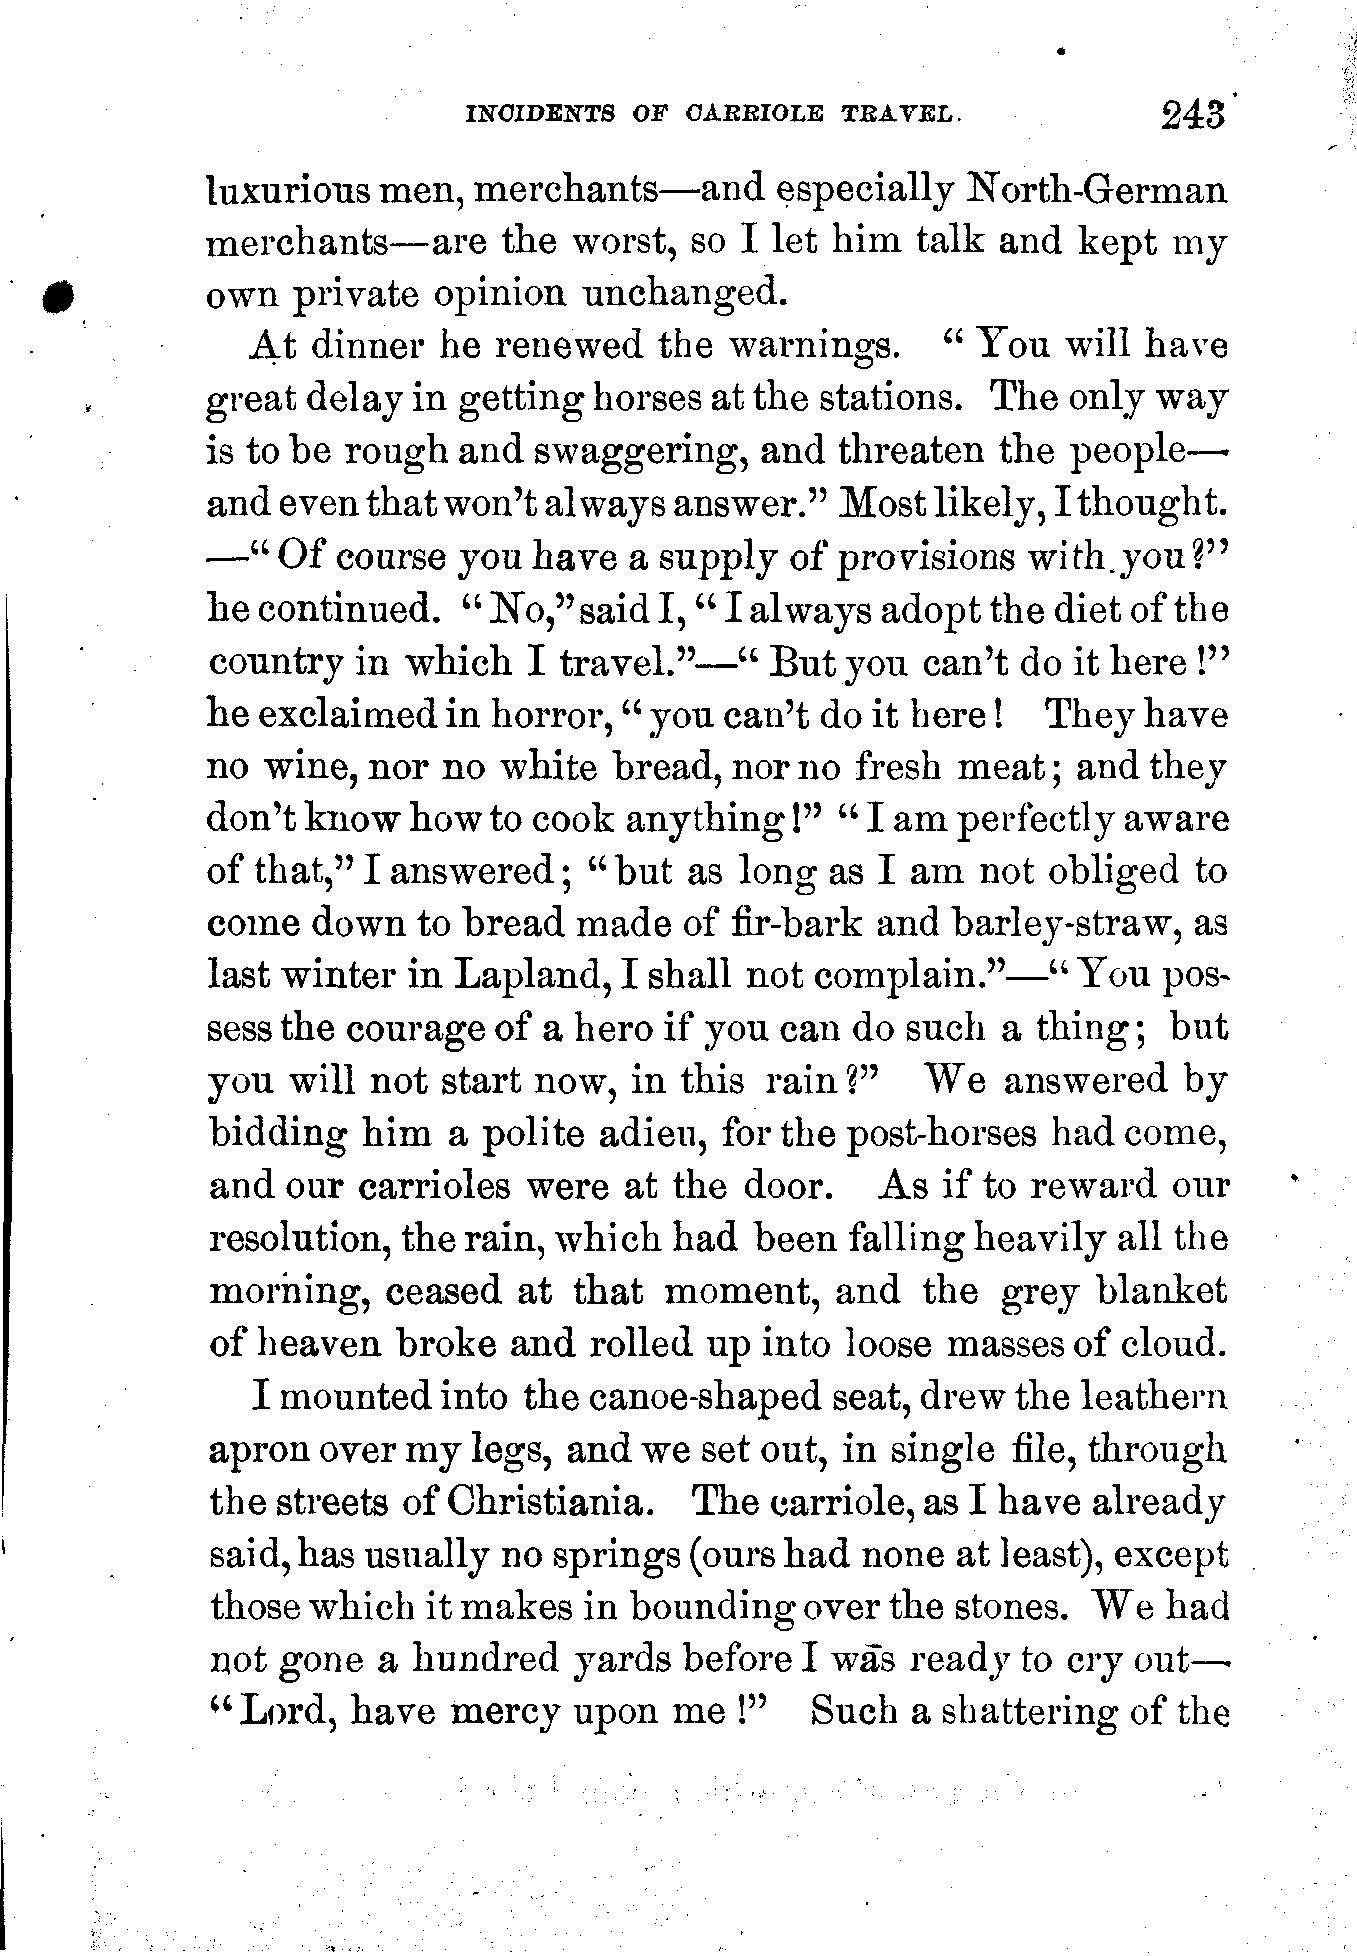 INCIDENTS OF CARRIOLE TRAVEL. 243
luxurious men, merchants—and especially North-German
merchants—are the worst, so I let him talk and kept my
own private opinion unchanged.
At dinner he renewed the warnings. “ You will have
great delay in getting horses at the stations. The only way
is to be rough and swaggering, and threaten the people—
and even that won’t always answer.” Most likely, I thought.
—“ Of course you have a supply of provisions with you?”
he continued. “ No,” said I, “ I always adopt the diet of the
country in which I travel.”—“ But you can’t do it here !”
he exclaimed in horror, “ you can’t do it here! They have
no wine, nor no white bread, nor no fresh meat; and they
don’t know how to cook anything!” “ I am perfectly aware
of that,” I answered; “ but as long as I am not obliged to
come down to bread made of fir-bark and barley-straw, as
last winter in Lapland, I shall not complain.”—“ You pos-
sess the courage of a hero if you can do such a thing; but
you will not start now, in this rain?” We answered by
bidding him a polite adieu, for the post-horses had come,
and our carrioles were at the door. As if to reward our
resolution, the rain, which had been falling heavily all the
morning, ceased at that moment, and the grey blanket
of heaven broke and rolled up into loose masses of cloud.
I mounted into the canoe-shaped seat, drew the leathern
apron over my legs, and we set out, in single file, through
the streets of Christiania. The carriole, as I have already
said, has usually no springs (ours had none at least), except
those which it makes in bounding over the stones. We had
not gone a hundred yards before I was ready to cry out—
“ Lord, have mercy upon me !” Such a shattering of the